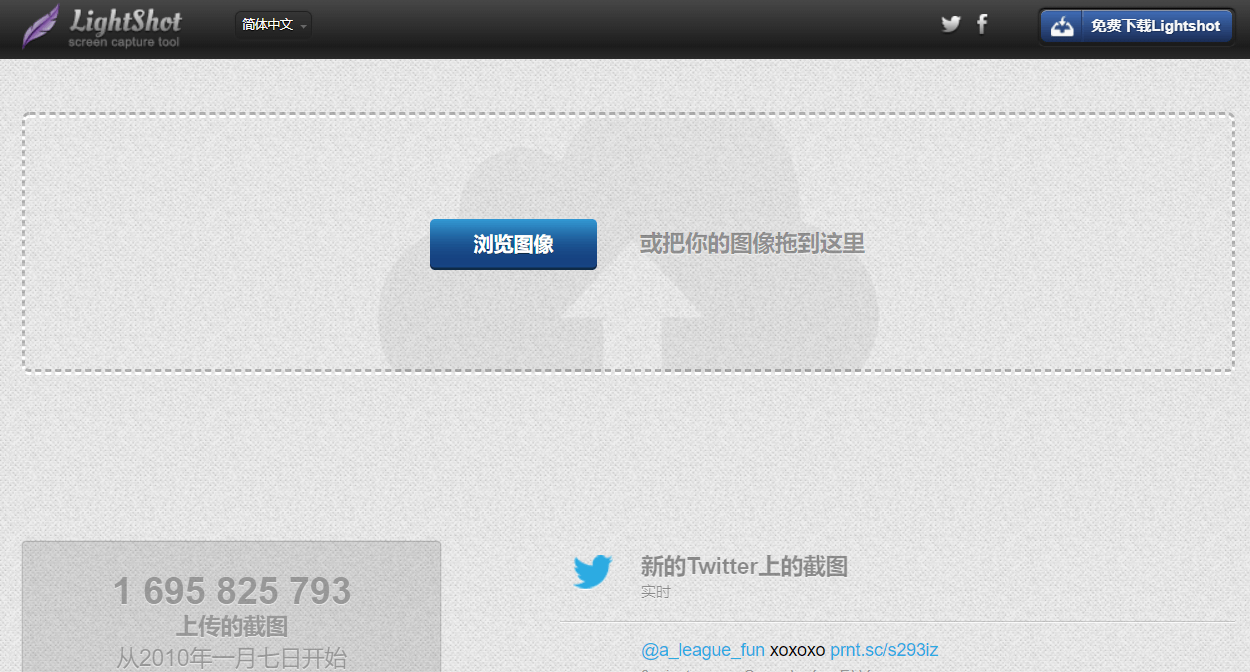 LightShot
screen capture tool
简体中文
免费下载Lightshot
浏览图像
或把你的图像拖到这里
1 695 825 793
上传的截图
从2010年一月七日开始
新的Twitter上的截图
实时
@a_league_fun xoxoxo prnt.sc/s293iz